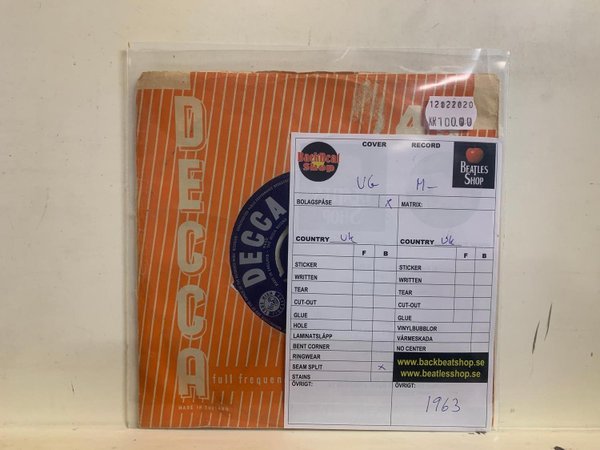 DECCA
12022020
KR100.00
COVER
RECORD
BackBeat Shop
BEATLES SHOP
VG
M-
BOLAGSPÅSE x
MATRIX:
COUNTRY UK
COUNTRY UK
F B
F B
STICKER
STICKER
WRITTEN
WRITTEN
TEAR
TEAR
CUT-OUT
CUT-OUT
GLUE
GLUE
HOLE
VINYLBUBBLOR
LAMINATSLÄPP
VÄRMESKADA
BENT CORNER
NO CENTER
RINGWEAR
SEAM SPLIT x
STAINS
www.backbeatshop.se
www.beatlesshop.se
ÖVRIGT:
ÖVRIGT:
1963
DECCA
full frequen
MADE IN THE